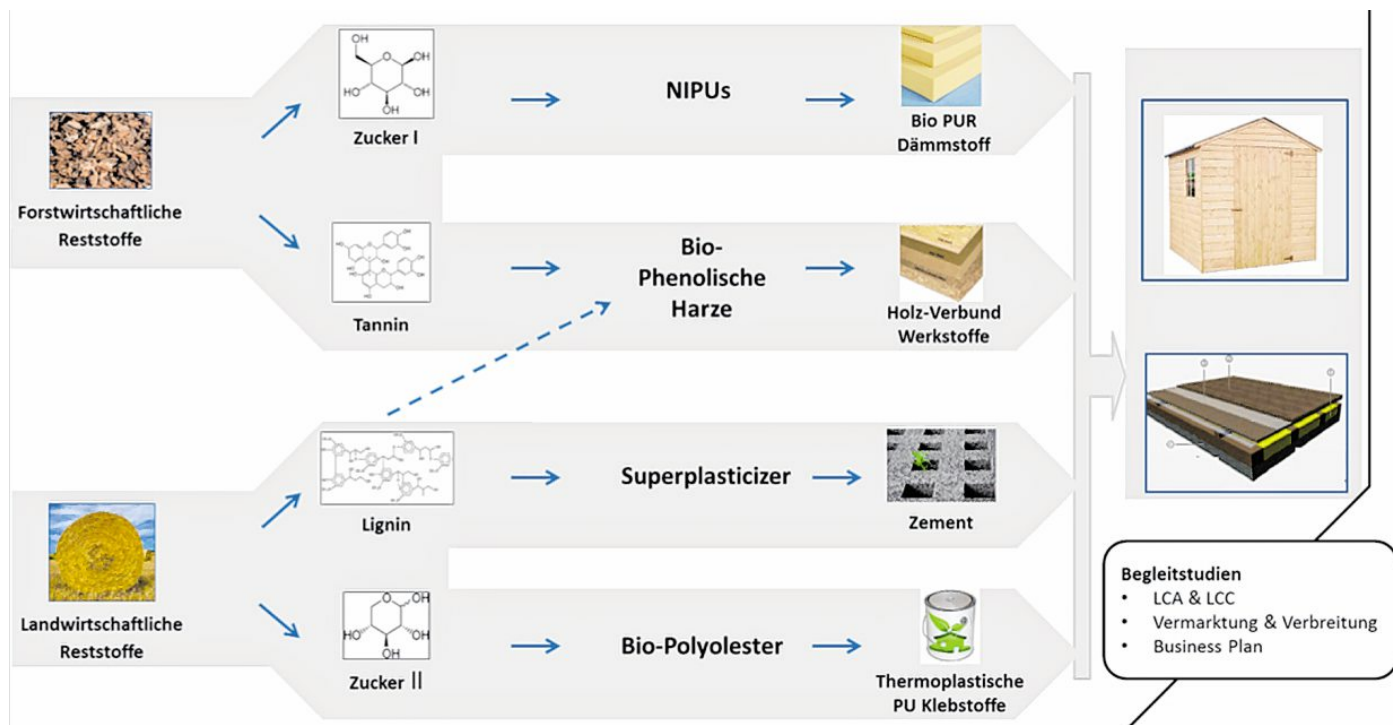 Forstwirtschaftliche
Reststoffe
OH
OH
O
HO
OH
OH
Zucker I
NIPUs
Bio PUR
Dämmstoff
Tannin
Bio-
Phenolische
Harze
Holz-Verbund
Werkstoffe
Landwirtschaftliche
Reststoffe
Lignin
Superplasticizer
Zement
O
OH
HO
OH
OH
Zucker II
Bio-Polyolester
Thermoplastische
PU Klebstoffe
Begleitstudien
• LCA & LCC
• Vermarktung & Verbreitung
• Business Plan